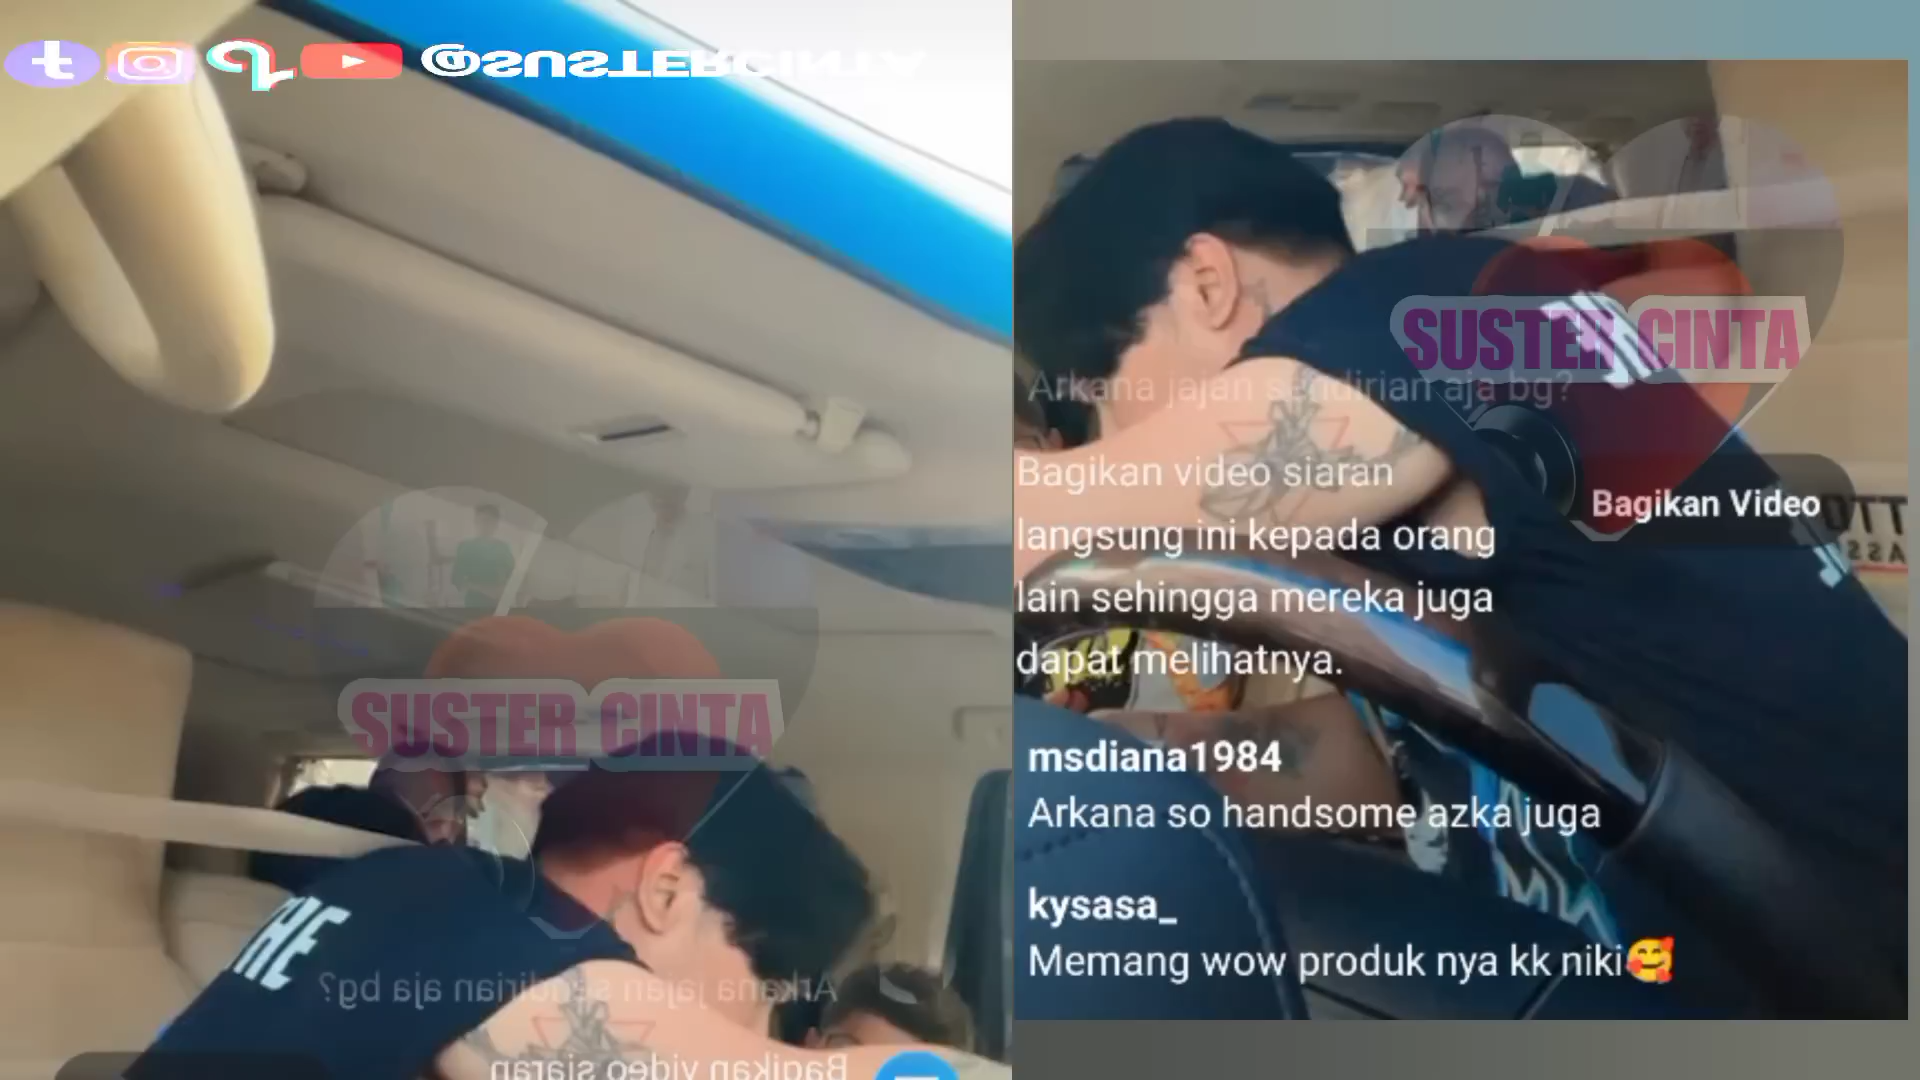 @SUSTERCINTA
SUSTER CINTA
THE
Arkana jajan sendirian aja bg?
Bagikan video siaran
SUSTER CINTA
Arkana jajan sendirian aja bg?
Bagikan video siaran
langsung ini kepada orang
lain sehingga mereka juga
dapat melihatnya.
Bagikan Video
msdiana1984
Arkana so handsome azka juga
kysasa_
Memang wow produk nya kk niki🥰